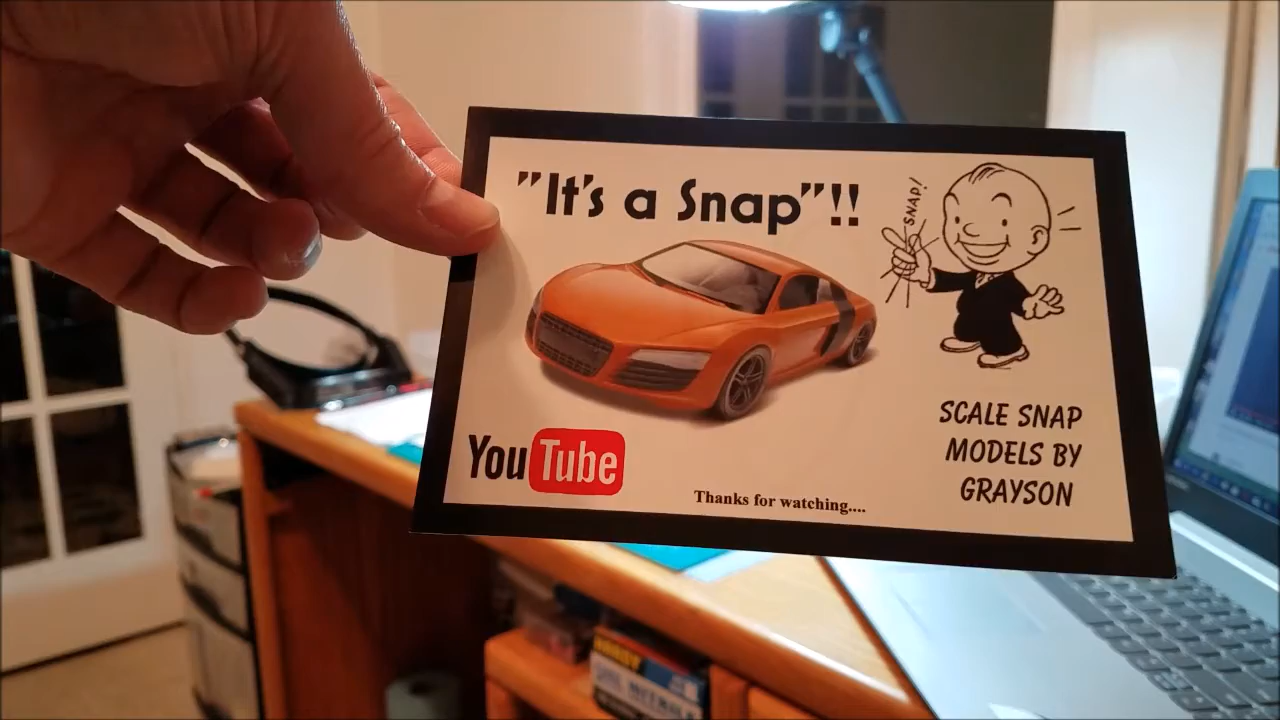 "It's a Snap"!!
SNAP!
YouTube
Thanks for watching....
SCALE SNAP
MODELS BY
GRAYSON